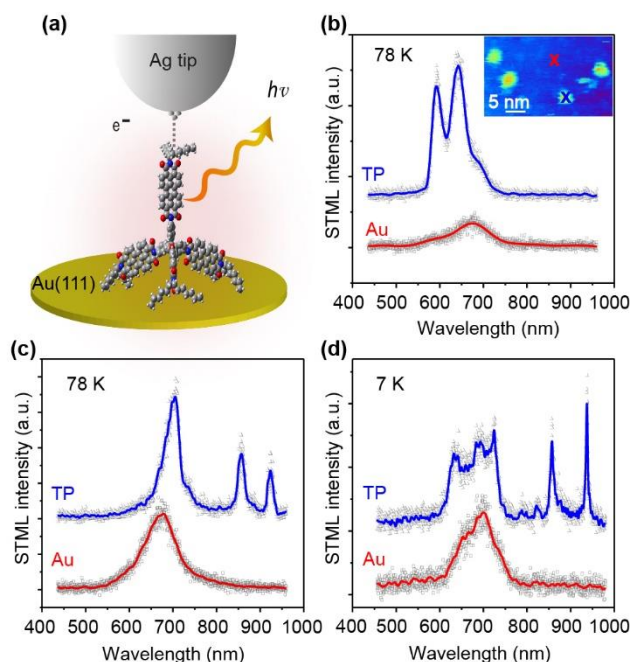 (a)
Ag tip
e⁻
hν
Au(111)
(b)
78 K
5 nm
x
x
TP
Au
STML intensity (a.u.)
400 500 600 700 800 900 1000
Wavelength (nm)
(c)
78 K
TP
Au
STML intensity (a.u.)
400 500 600 700 800 900 1000
Wavelength (nm)
(d)
7 K
TP
Au
STML intensity (a.u.)
400 500 600 700 800 900 1000
Wavelength (nm)